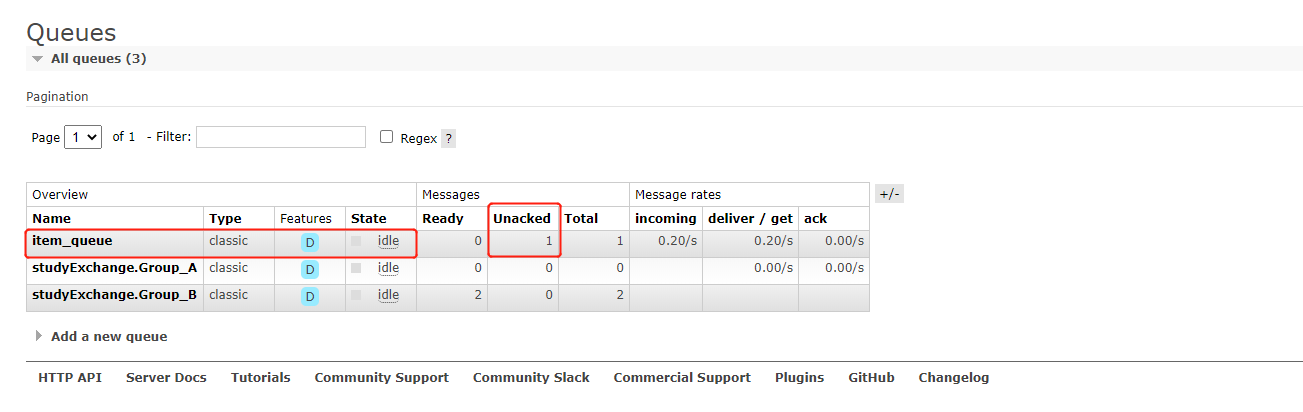 Queues
All queues (3)
Pagination
Page 1 of 1 - Filter: Regex ?
Overview Messages Message rates +/-
Name Type Features State Ready Unacked Total incoming deliver / get ack
item_queue classic D idle 0 1 1 0.20/s 0.20/s 0.00/s
studyExchange.Group_A classic D idle 0 0 0 0.00/s 0.00/s
studyExchange.Group_B classic D idle 2 0 2
Add a new queue
HTTP API Server Docs Tutorials Community Support Community Slack Commercial Support Plugins GitHub Changelog